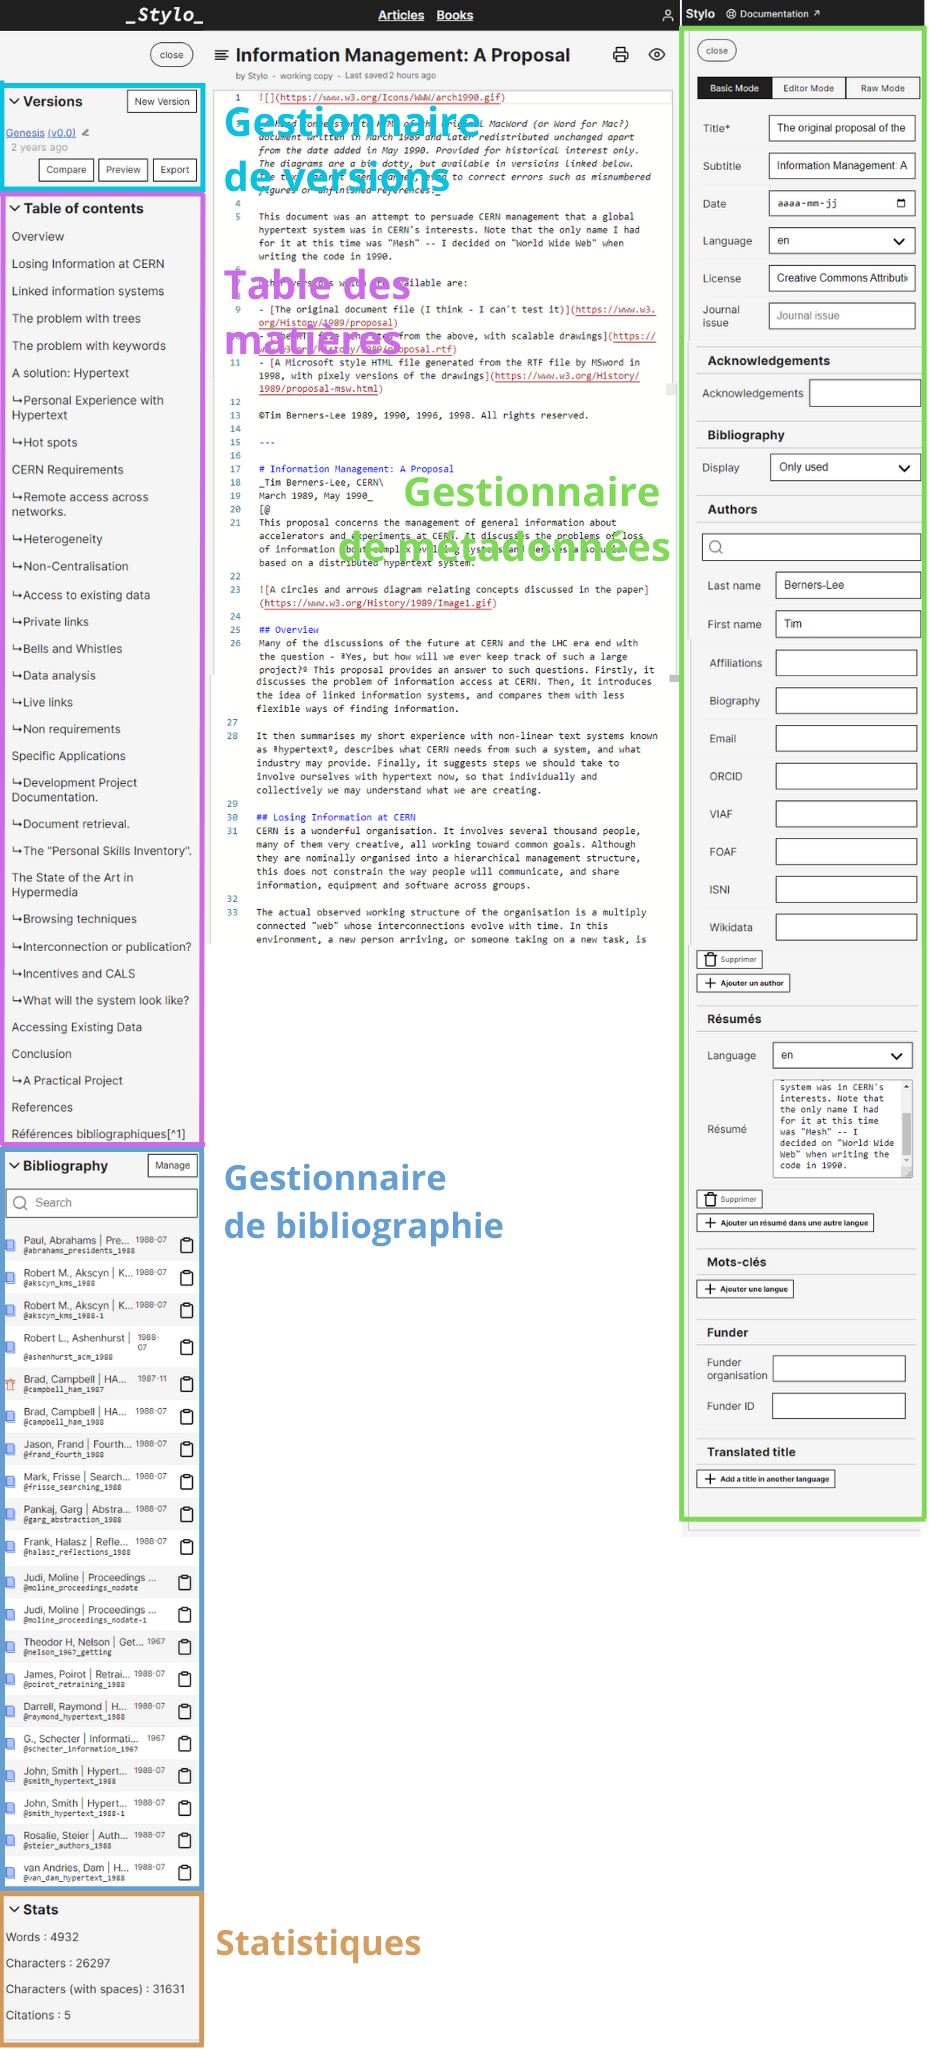 _Stylo_
Articles Books
Stylo Documentation ↗
close
Versions
New Version
Genesis (v0.0)
2 years ago
Compare Preview Export
Table of contents
Overview
Losing Information at CERN
Linked information systems
The problem with trees
The problem with keywords
A solution: Hypertext
↪Personal Experience with
Hypertext
↪Hot spots
CERN Requirements
↪Remote access across
networks.
↪Heterogeneity
↪Non-Centralisation
↪Access to existing data
↪Private links
↪Bells and Whistles
↪Data analysis
↪Live links
↪Non requirements
Specific Applications
↪Development Project
Documentation.
↪Document retrieval.
↪The "Personal Skills Inventory".
The State of the Art in
Hypermedia
↪Browsing techniques
↪Interconnection or publication?
↪Incentives and CALS
↪What will the system look like?
Accessing Existing Data
Conclusion
↪A Practical Project
References
Références bibliographiques[^1]
Bibliography
Manage
Search
Paul, Abrahams | Pre... 1988-07
@abrahams_presidents_1988
Robert M., Akscyn | K... 1988-07
@akscyn_kms_1988
Robert M., Akscyn | K... 1988-07
@akscyn_kms_1988-1
Robert L., Ashenhurst | 1988-
07
@ashenhurst_acm_1988
Brad, Campbell | HA... 1987-11
@campbell_ham_1987
Brad, Campbell | HA... 1988-07
@campbell_ham_1988
Jason, Frand | Fourth... 1988-07
@frand_fourth_1988
Mark, Frisse | Search... 1988-07
@frisse_searching_1988
Pankaj, Garg | Abstra... 1988-07
@garg_abstraction_1988
Frank, Halasz | Refle... 1988-07
@halasz_reflections_1988
Judi, Moline | Proceedings ...
@moline_proceedings_nodate
Judi, Moline | Proceedings ...
@moline_proceedings_nodate-1
Theodor H, Nelson | Get... 1967
@nelson_1967_getting
James, Poirot | Retrai... 1988-07
@poirot_retraining_1988
Darrell, Raymond | H... 1988-07
@raymond_hypertext_1988
G., Schecter | Informati... 1967
@schecter_information_1967
John, Smith | Hypert... 1988-07
@smith_hypertext_1988
John, Smith | Hypert... 1988-07
@smith_hypertext_1988-1
Rosalie, Steier | Auth... 1988-07
@steier_authors_1988
van Andries, Dam | H... 1988-07
@van_dam_hypertext_1988
Stats
Words : 4932
Characters : 26297
Characters (with spaces) : 31631
Citations : 5
Information Management: A Proposal
by Stylo - working copy - Last saved 2 hours ago
1 ![](https://www.w3.org/Icons/WWW/arch1990.gif)
Gestionnaire
de versions
MacWord (or Word for Mac?)
document written in March 1989 and later redistributed unchanged apart
from the date added in May 1990. Provided for historical interest only.
The diagrams are a bit dotty, but available in versioins linked below.
to correct errors such as misnumbered
figures or unfinished references._
4
5 This document was an attempt to persuade CERN management that a global
hypertext system was in CERN's interests. Note that the only name I had
for it at this time was "Mesh" -- I decided on "World Wide Web" when
writing the code in 1990.
6
7 Other versions which are available are:
Table des
matières
8
9 - [The original document file (I think - I can't test it)](https://www.w3.
org/History/1989/proposal)
from the above, with scalable drawings](https://
www.w3.org/History/1989/proposal.rtf)
11 - [A Microsoft style HTML file generated from the RTF file by MSword in
1998, with pixely versions of the drawings](https://www.w3.org/History/
1989/proposal-msw.html)
12
13 ©Tim Berners-Lee 1989, 1990, 1996, 1998. All rights reserved.
14
15 ---
16
17 # Information Management: A Proposal
18 _Tim Berners-Lee, CERN\
19 March 1989, May 1990_
20 [@
Gestionnaire
de métadonnées
21 This proposal concerns the management of general information about
accelerators and experiments at CERN. It discusses the problems of loss
of information about complex evolving systems and derives a solution
based on a distributed hypertext system.
22
23 ![A circles and arrows diagram relating concepts discussed in the paper]
(https://www.w3.org/History/1989/Image1.gif)
24
25 ## Overview
26 Many of the discussions of the future at CERN and the LHC era end with
the question - ªYes, but how will we ever keep track of such a large
project?º This proposal provides an answer to such questions. Firstly, it
discusses the problem of information access at CERN. Then, it introduces
the idea of linked information systems, and compares them with less
flexible ways of finding information.
27
28 It then summarises my short experience with non-linear text systems known
as ªhypertextº, describes what CERN needs from such a system, and what
industry may provide. Finally, it suggests steps we should take to
involve ourselves with hypertext now, so that individually and
collectively we may understand what we are creating.
29
30 ## Losing Information at CERN
31 CERN is a wonderful organisation. It involves several thousand people,
many of them very creative, all working toward common goals. Although
they are nominally organised into a hierarchical management structure,
this does not constrain the way people will communicate, and share
information, equipment and software across groups.
32
33 The actual observed working structure of the organisation is a multiply
connected "web" whose interconnections evolve with time. In this
environment, a new person arriving, or someone taking on a new task, is
Gestionnaire
de bibliographie
Statistiques
close
Basic Mode Editor Mode Raw Mode
Title* The original proposal of the
Subtitle Information Management: A
Date aaaa-mm-jj
Language en
License Creative Commons Attributi
Journal
issue
Journal issue
Acknowledgements
Acknowledgements
Bibliography
Display Only used
Authors
Last name Berners-Lee
First name Tim
Affiliations
Biography
Email
ORCID
VIAF
FOAF
ISNI
Wikidata
Supprimer
+ Ajouter un author
Résumés
Language en
Résumé
system was in CERN's
interests. Note that
the only name I had
for it at this time
was "Mesh" -- I
decided on "World Wide
Web" when writing the
code in 1990.
Supprimer
+ Ajouter un résumé dans une autre langue
Mots-clés
+ Ajouter une langue
Funder
Funder
organisation
Funder ID
Translated title
+ Add a title in another language